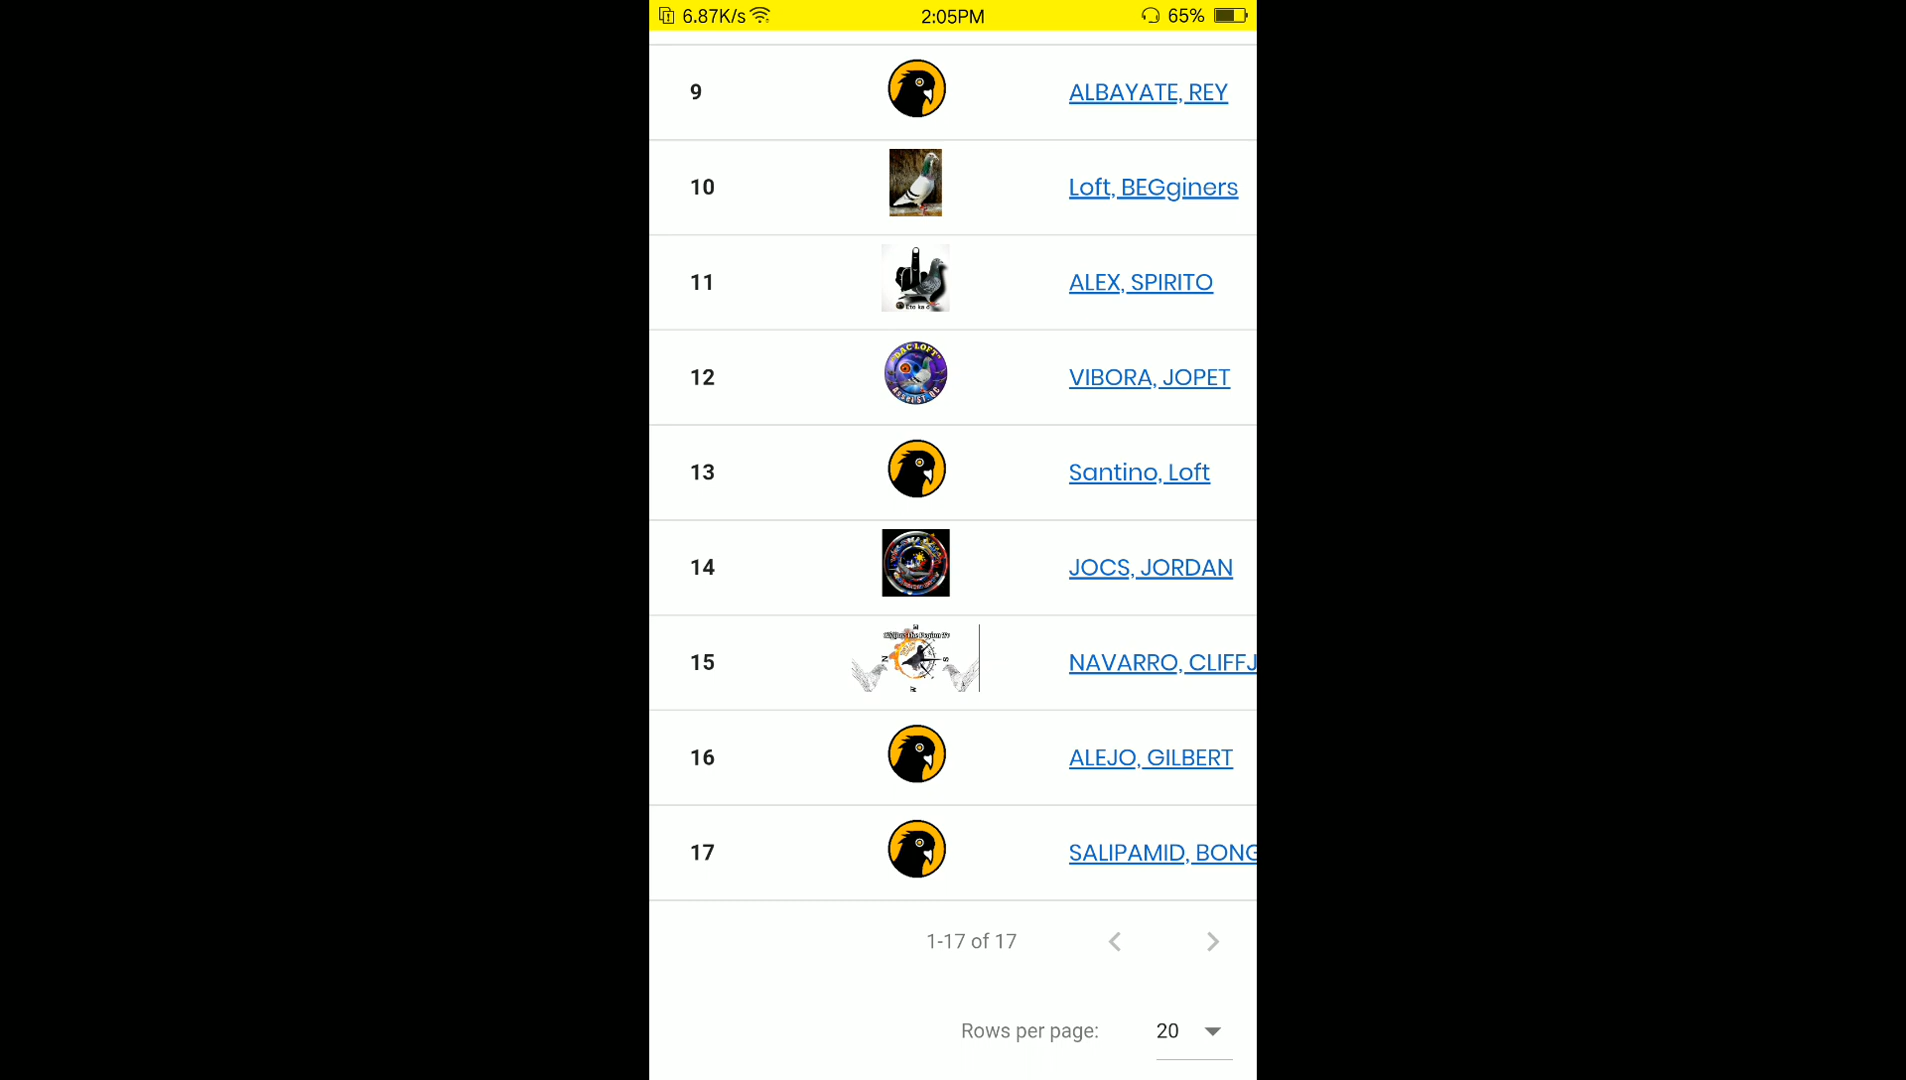 6.87K/s 2:05PM 65%
9 ALBAYATE, REY
10 Loft, BEGginers
11 ALEX, SPIRITO
12 "DAC LOFT" VIBORA, JOPET
13 Santino, Loft
14 JOCS, JORDAN
15 NAVARRO, CLIFFJ
16 ALEJO, GILBERT
17 SALIPAMID, BONG
1-17 of 17
Rows per page: 20